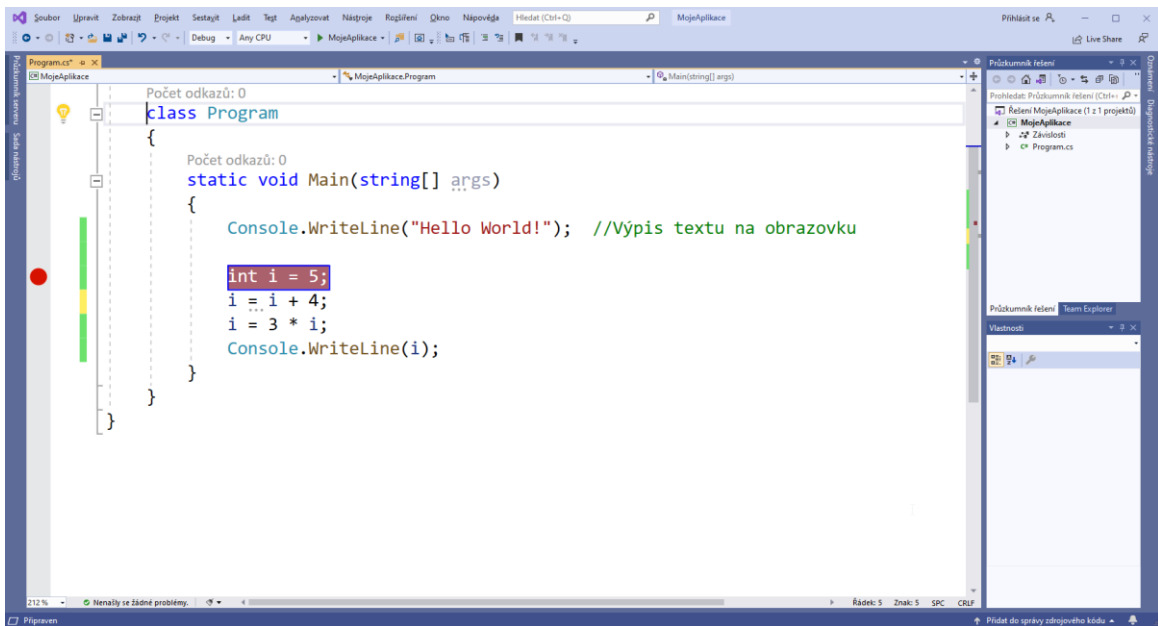 Soubor Upravit Zobrazit Projekt Sestavit Ladit Test Analyzovat Nástroje Rozšíření Okno Nápověda Hledat (Ctrl+Q) MojeAplikace Přihlásit se
Debug Any CPU MojeAplikace Live Share
Průzkumník serveru
Sada nástrojů
Program.cs*
MojeAplikace MojeAplikace.Program Main(string[] args)
Počet odkazů: 0
class Program
{
Počet odkazů: 0
static void Main(string[] args)
{
Console.WriteLine("Hello World!"); //Výpis textu na obrazovku
int i = 5;
i = i + 4;
i = 3 * i;
Console.WriteLine(i);
}
}
}
212 % Nenašly se žádné problémy. Řádek: 5 Znak: 5 SPC CRLF
Průzkumník řešení
Prohledat: Průzkumník řešení (Ctrl+
Řešení MojeAplikace (1 z 1 projektů)
MojeAplikace
Závislosti
C# Program.cs
Průzkumník řešení Team Explorer
Vlastnosti
Oznámení
Diagnostické nástroje
Připraven Přidat do správy zdrojového kódu